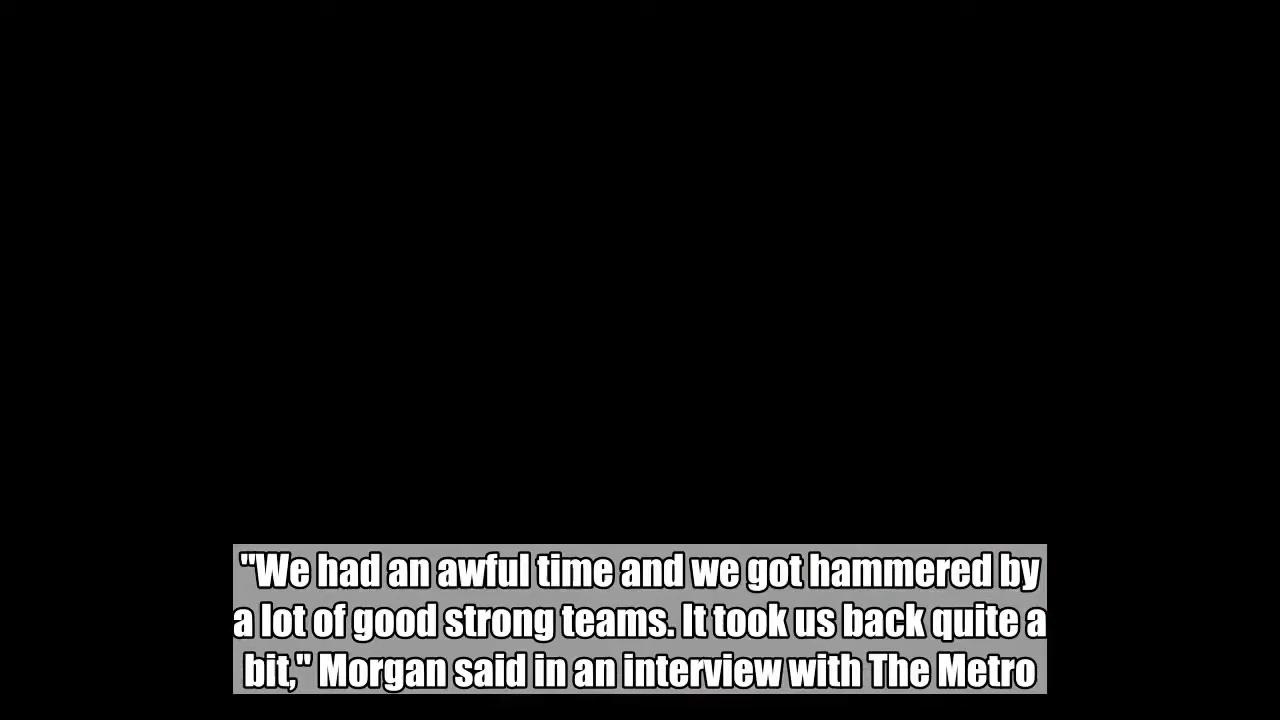 "We had an awful time and we got hammered by
a lot of good strong teams. It took us back quite a
bit," Morgan said in an interview with The Metro